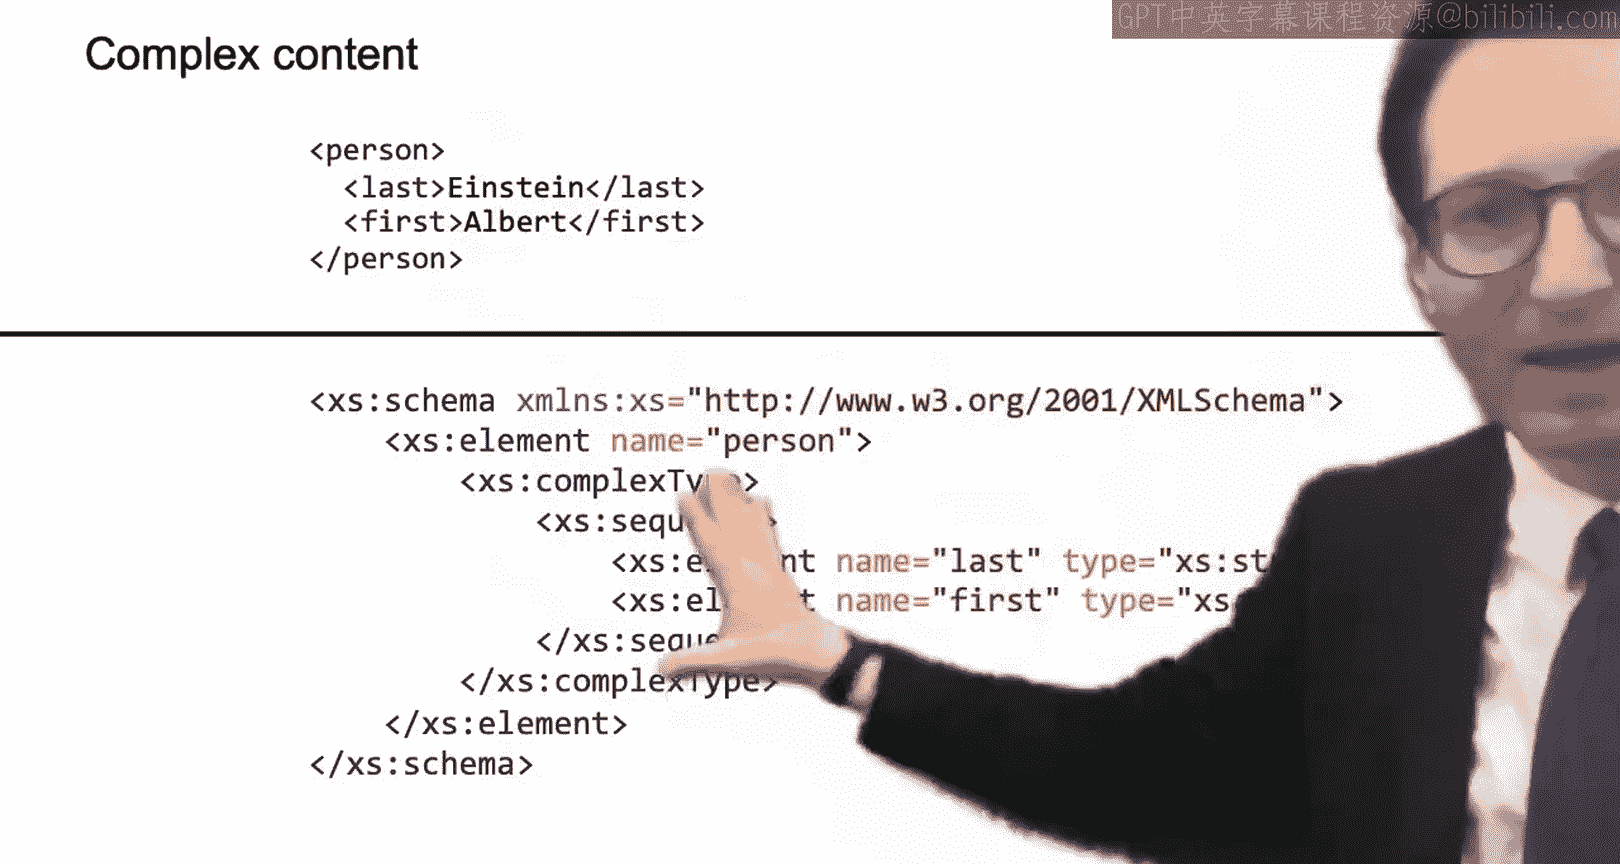 GPT中英字幕课程资源@bilibili.com
Complex content
<person>
<last>Einstein</last>
<first>Albert</first>
</person>
<xs:schema xmlns:xs="http://www.w3.org/2001/XMLSchema">
<xs:element name="person">
<xs:complexTy >
<xs:sequ >
<xs:e nt name="last" type="xs:st
<xs:el t name="first" type="xs
</xs:sequ
</xs:complexType>
</xs:element>
</xs:schema>